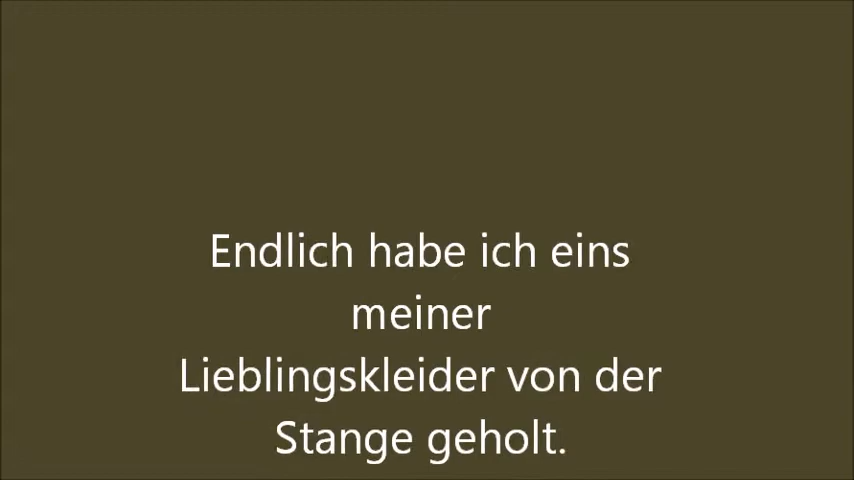 Endlich habe ich eins
meiner
Lieblingskleider von der
Stange geholt.